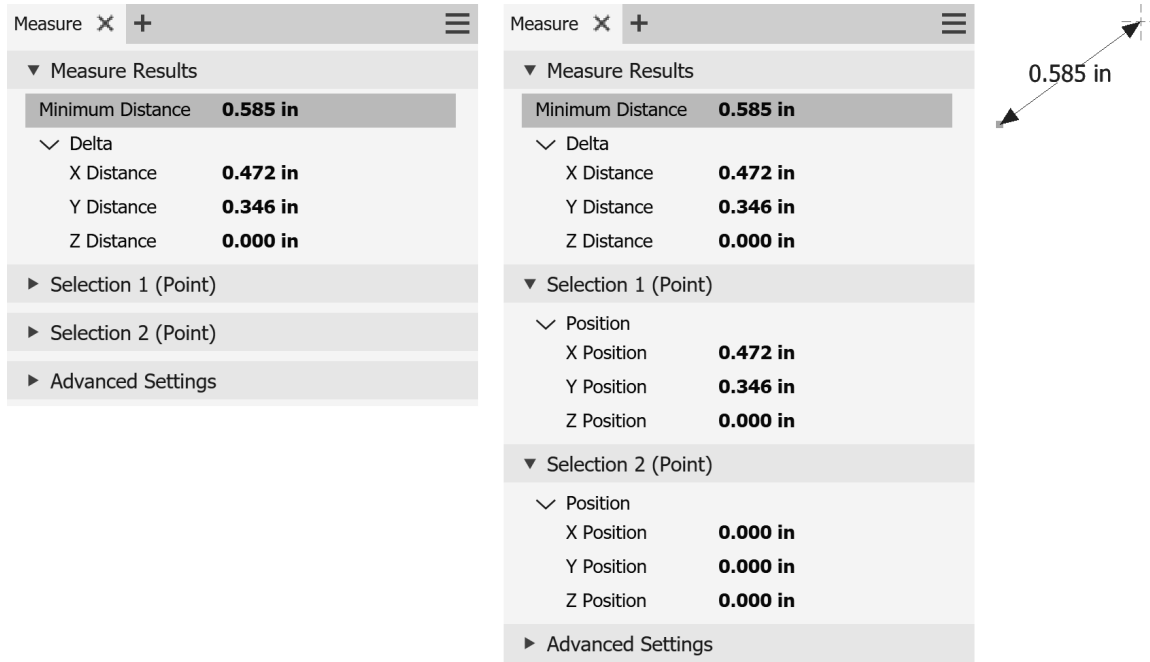 Measure
Measure Results
Minimum Distance 0.585 in
Delta
X Distance 0.472 in
Y Distance 0.346 in
Z Distance 0.000 in
Selection 1 (Point)
Selection 2 (Point)
Advanced Settings
Measure
Measure Results
Minimum Distance 0.585 in
Delta
X Distance 0.472 in
Y Distance 0.346 in
Z Distance 0.000 in
Selection 1 (Point)
Position
X Position 0.472 in
Y Position 0.346 in
Z Position 0.000 in
Selection 2 (Point)
Position
X Position 0.000 in
Y Position 0.000 in
Z Position 0.000 in
Advanced Settings
0.585 in